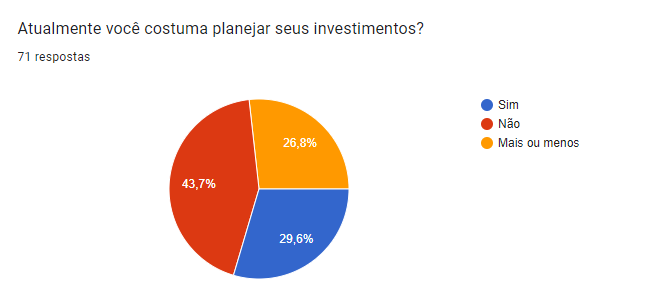 Atualmente você costuma planejar seus investimentos?
71 respostas
Sim
Não
Mais ou menos
26,8%
43,7%
29,6%